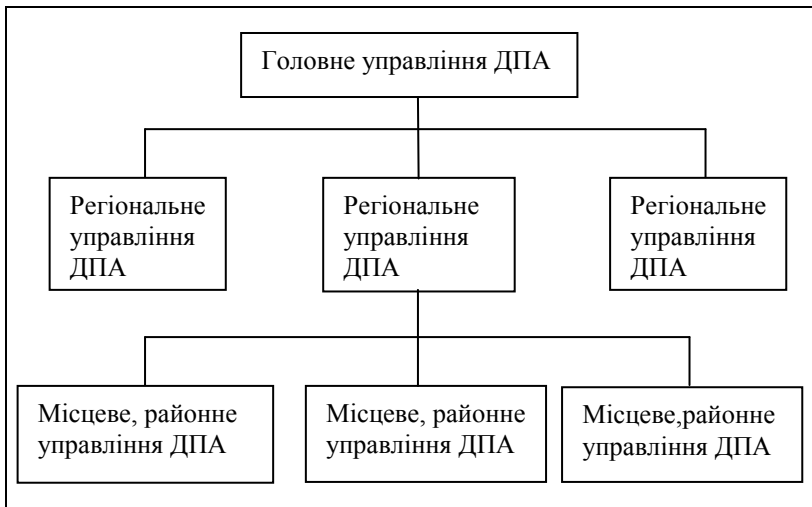 Головне управління ДПА
Регіональне
управління
ДПА
Регіональне
управління
ДПА
Регіональне
управління
ДПА
Місцеве, районне
управління ДПА
Місцеве, районне
управління ДПА
Місцеве,районне
управління ДПА